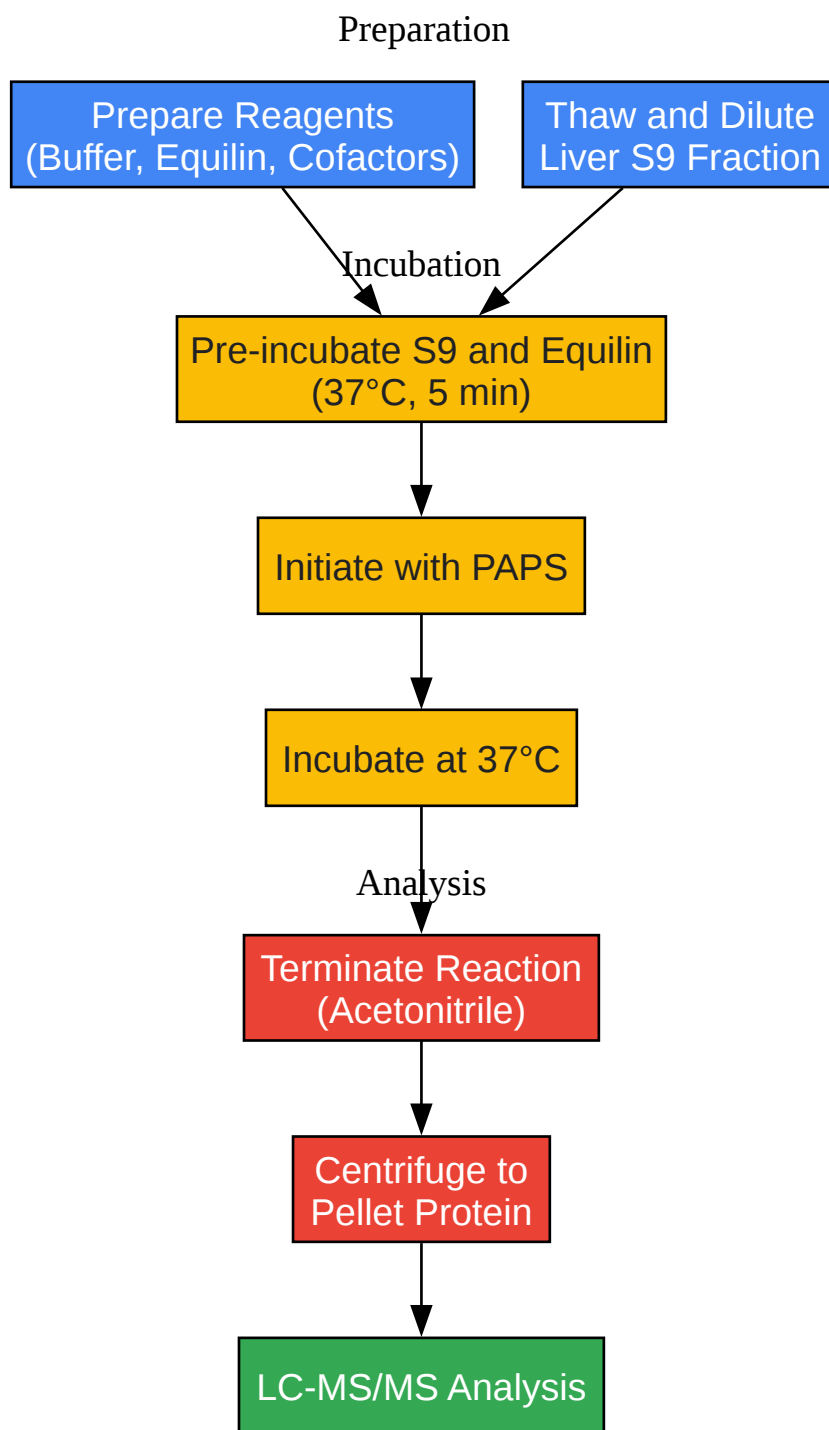 Preparation
Prepare Reagents
(Buffer, Equilin, Cofactors)
Thaw and Dilute
Liver S9 Fraction
Incubation
Pre-incubate S9 and Equilin
(37°C, 5 min)
Initiate with PAPS
Incubate at 37°C
Analysis
Terminate Reaction
(Acetonitrile)
Centrifuge to
Pellet Protein
LC-MS/MS Analysis